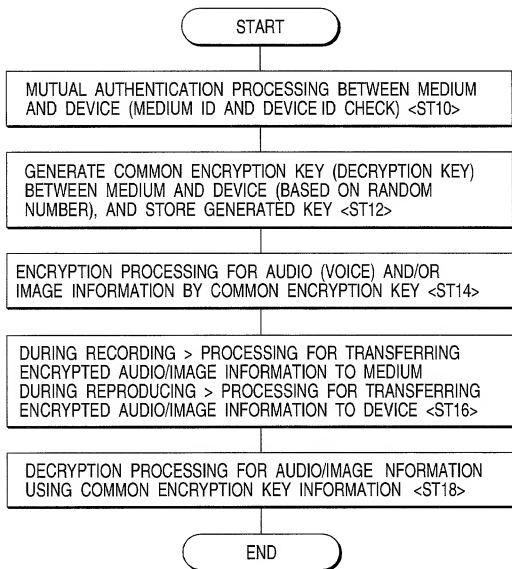 START
MUTUAL AUTHENTICATION PROCESSING BETWEEN MEDIUM
AND DEVICE (MEDIUM ID AND DEVICE ID CHECK) <ST10>
GENERATE COMMON ENCRYPTION KEY (DECRYPTION KEY)
BETWEEN MEDIUM AND DEVICE (BASED ON RANDOM
NUMBER), AND STORE GENERATED KEY <ST12>
ENCRYPTION PROCESSING FOR AUDIO (VOICE) AND/OR
IMAGE INFORMATION BY COMMON ENCRYPTION KEY <ST14>
DURING RECORDING > PROCESSING FOR TRANSFERRING
ENCRYPTED AUDIO/IMAGE INFORMATION TO MEDIUM
DURING REPRODUCING > PROCESSING FOR TRANSFERRING
ENCRYPTED AUDIO/IMAGE INFORMATION TO DEVICE <ST16>
DECRYPTION PROCESSING FOR AUDIO/IMAGE NFORMATION
USING COMMON ENCRYPTION KEY INFORMATION <ST18>
END